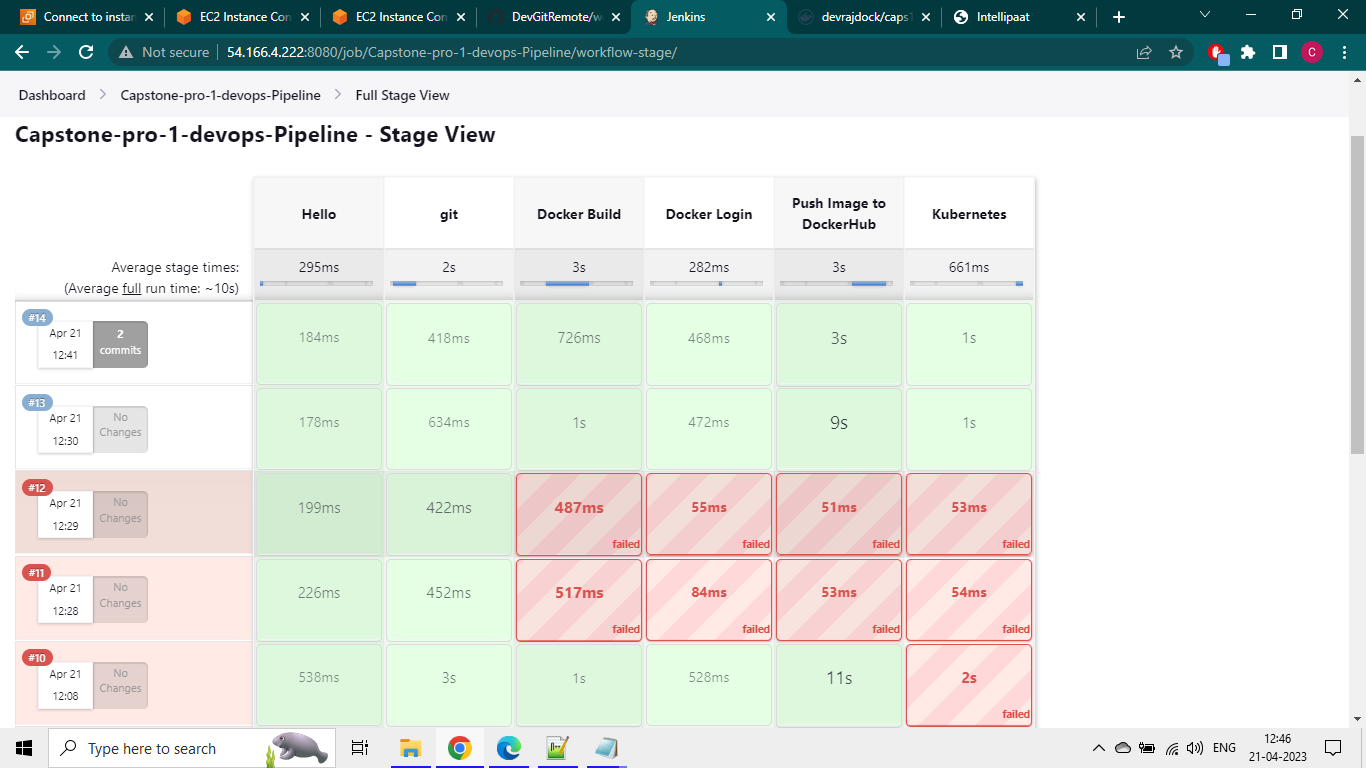 Connect to instan
EC2 Instance Con
EC2 Instance Con
DevGitRemote/w
Jenkins
devrajdock/caps1
Intellipaat
Not secure
54.166.4.222:8080/job/Capstone-pro-1-devops-Pipeline/workflow-stage/
C
Dashboard
Capstone-pro-1-devops-Pipeline
Full Stage View
Capstone-pro-1-devops-Pipeline - Stage View
Hello
git
Docker Build
Docker Login
Push Image to
DockerHub
Kubernetes
Average stage times:
(Average full run time: ~10s)
295ms
2s
3s
282ms
3s
661ms
#14
Apr 21
12:41
2
commits
184ms
418ms
726ms
468ms
3s
1s
#13
Apr 21
12:30
No
Changes
178ms
634ms
1s
472ms
9s
1s
#12
Apr 21
12:29
No
Changes
199ms
422ms
487ms
failed
55ms
failed
51ms
failed
53ms
failed
#11
Apr 21
12:28
No
Changes
226ms
452ms
517ms
failed
84ms
failed
53ms
failed
54ms
failed
#10
Apr 21
12:08
No
Changes
538ms
3s
1s
528ms
11s
2s
failed
Type here to search
ENG
12:46
21-04-2023